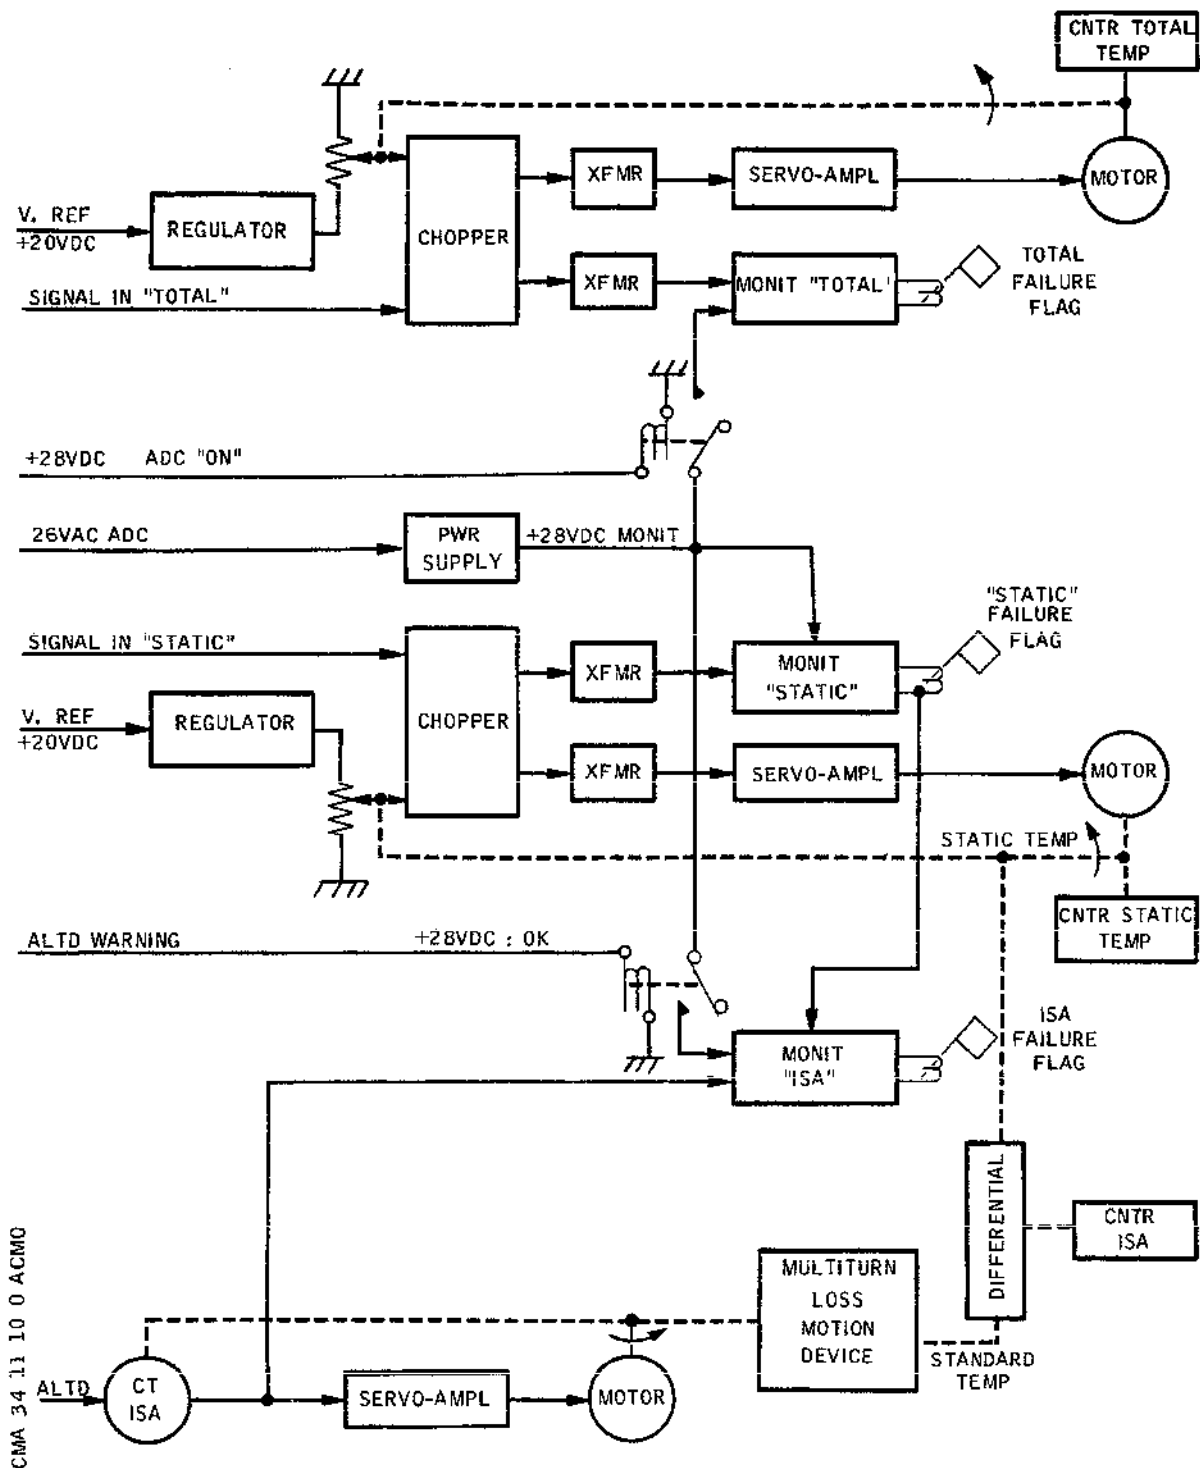 CNTR TOTAL
TEMP
XFMR
SERVO-AMPL
MOTOR
V. REF
+20VDC
REGULATOR
CHOPPER
SIGNAL IN "TOTAL"
XFMR
MONIT "TOTAL'
TOTAL
FAILURE
FLAG
+28VDC ADC "ON"
26VAC ADC
PWR
SUPPLY
+28VDC MONIT
"STATIC"
FAILURE
FLAG
SIGNAL IN "STATIC"
XFMR
MONIT
"STATIC"
V. REF
+20VDC
REGULATOR
CHOPPER
XFMR
SERVO-AMPL
MOTOR
STATIC TEMP
CNTR STATIC
TEMP
ALTD WARNING
+28VDC : OK
MONIT
"ISA"
ISA
FAILURE
FLAG
DIFFERENTIAL
CNTR
ISA
MULTITURN
LOSS
MOTION
DEVICE
STANDARD
TEMP
ALTD
CT
ISA
SERVO-AMPL
MOTOR
CMA 34 11 10 0 ACMO